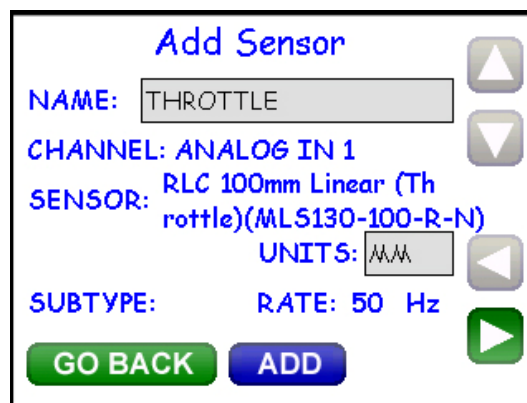 Add Sensor
NAME: THROTTLE
CHANNEL: ANALOG IN 1
SENSOR: RLC 100mm Linear (Th
rottle)(MLS130-100-R-N)
UNITS: MM
SUBTYPE: RATE: 50 Hz
GO BACK ADD